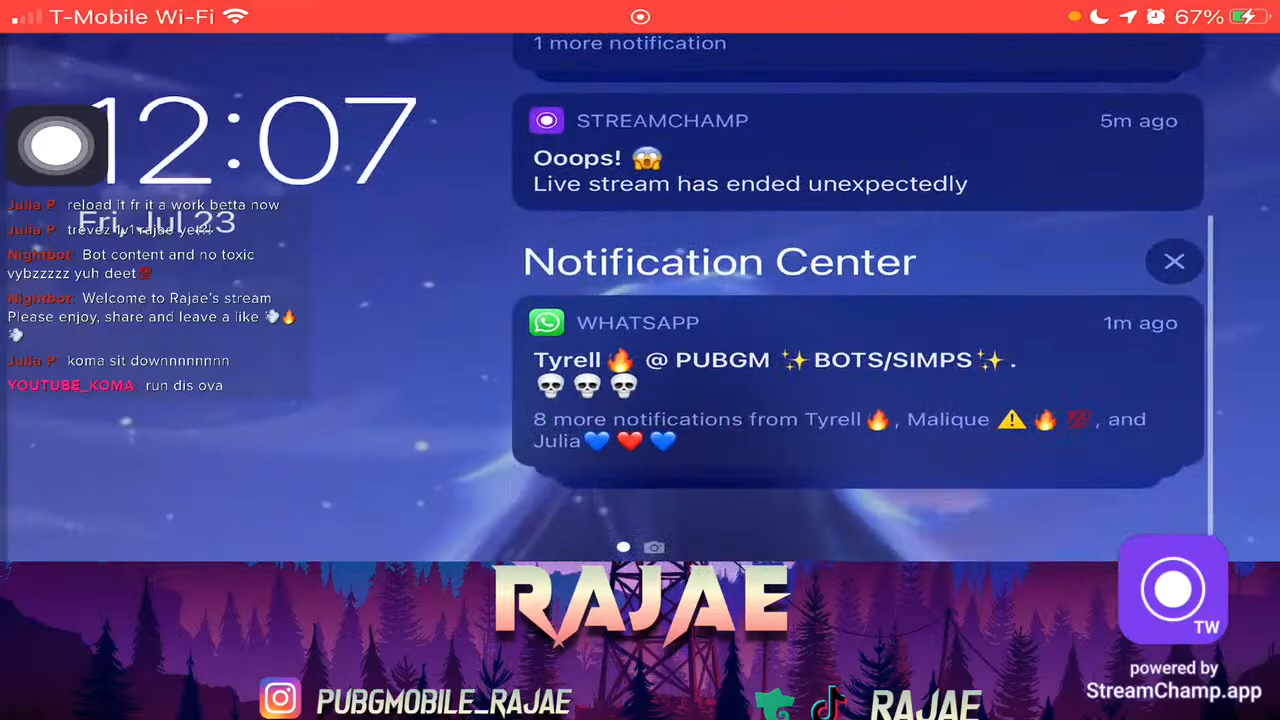 T-Mobile Wi-Fi
67%
1 more notification
12:07
Fri, Jul 23
STREAMCHAMP
5m ago
Ooops! 😱
Live stream has ended unexpectedly
Julia P reload it fr it a work betta now
Julia P trevez 1v1 rajae yet?!
Nightbot Bot content and no toxic
vybzzzzz yuh deet💯
Nightbot Welcome to Rajae's stream
Please enjoy, share and leave a like 💨🔥
💨
Julia P koma sit downnnnnnn
YOUTUBE_KOMA run dis ova
Notification Center
WHATSAPP
1m ago
Tyrell🔥 @ PUBGM ✨BOTS/SIMPS✨.
💀💀💀
8 more notifications from Tyrell🔥, Malique ⚠️🔥💯, and
Julia💙❤️💙
RAJAE
TW
powered by
StreamChamp.app
PUBGMOBILE_RAJAE
RAJAE